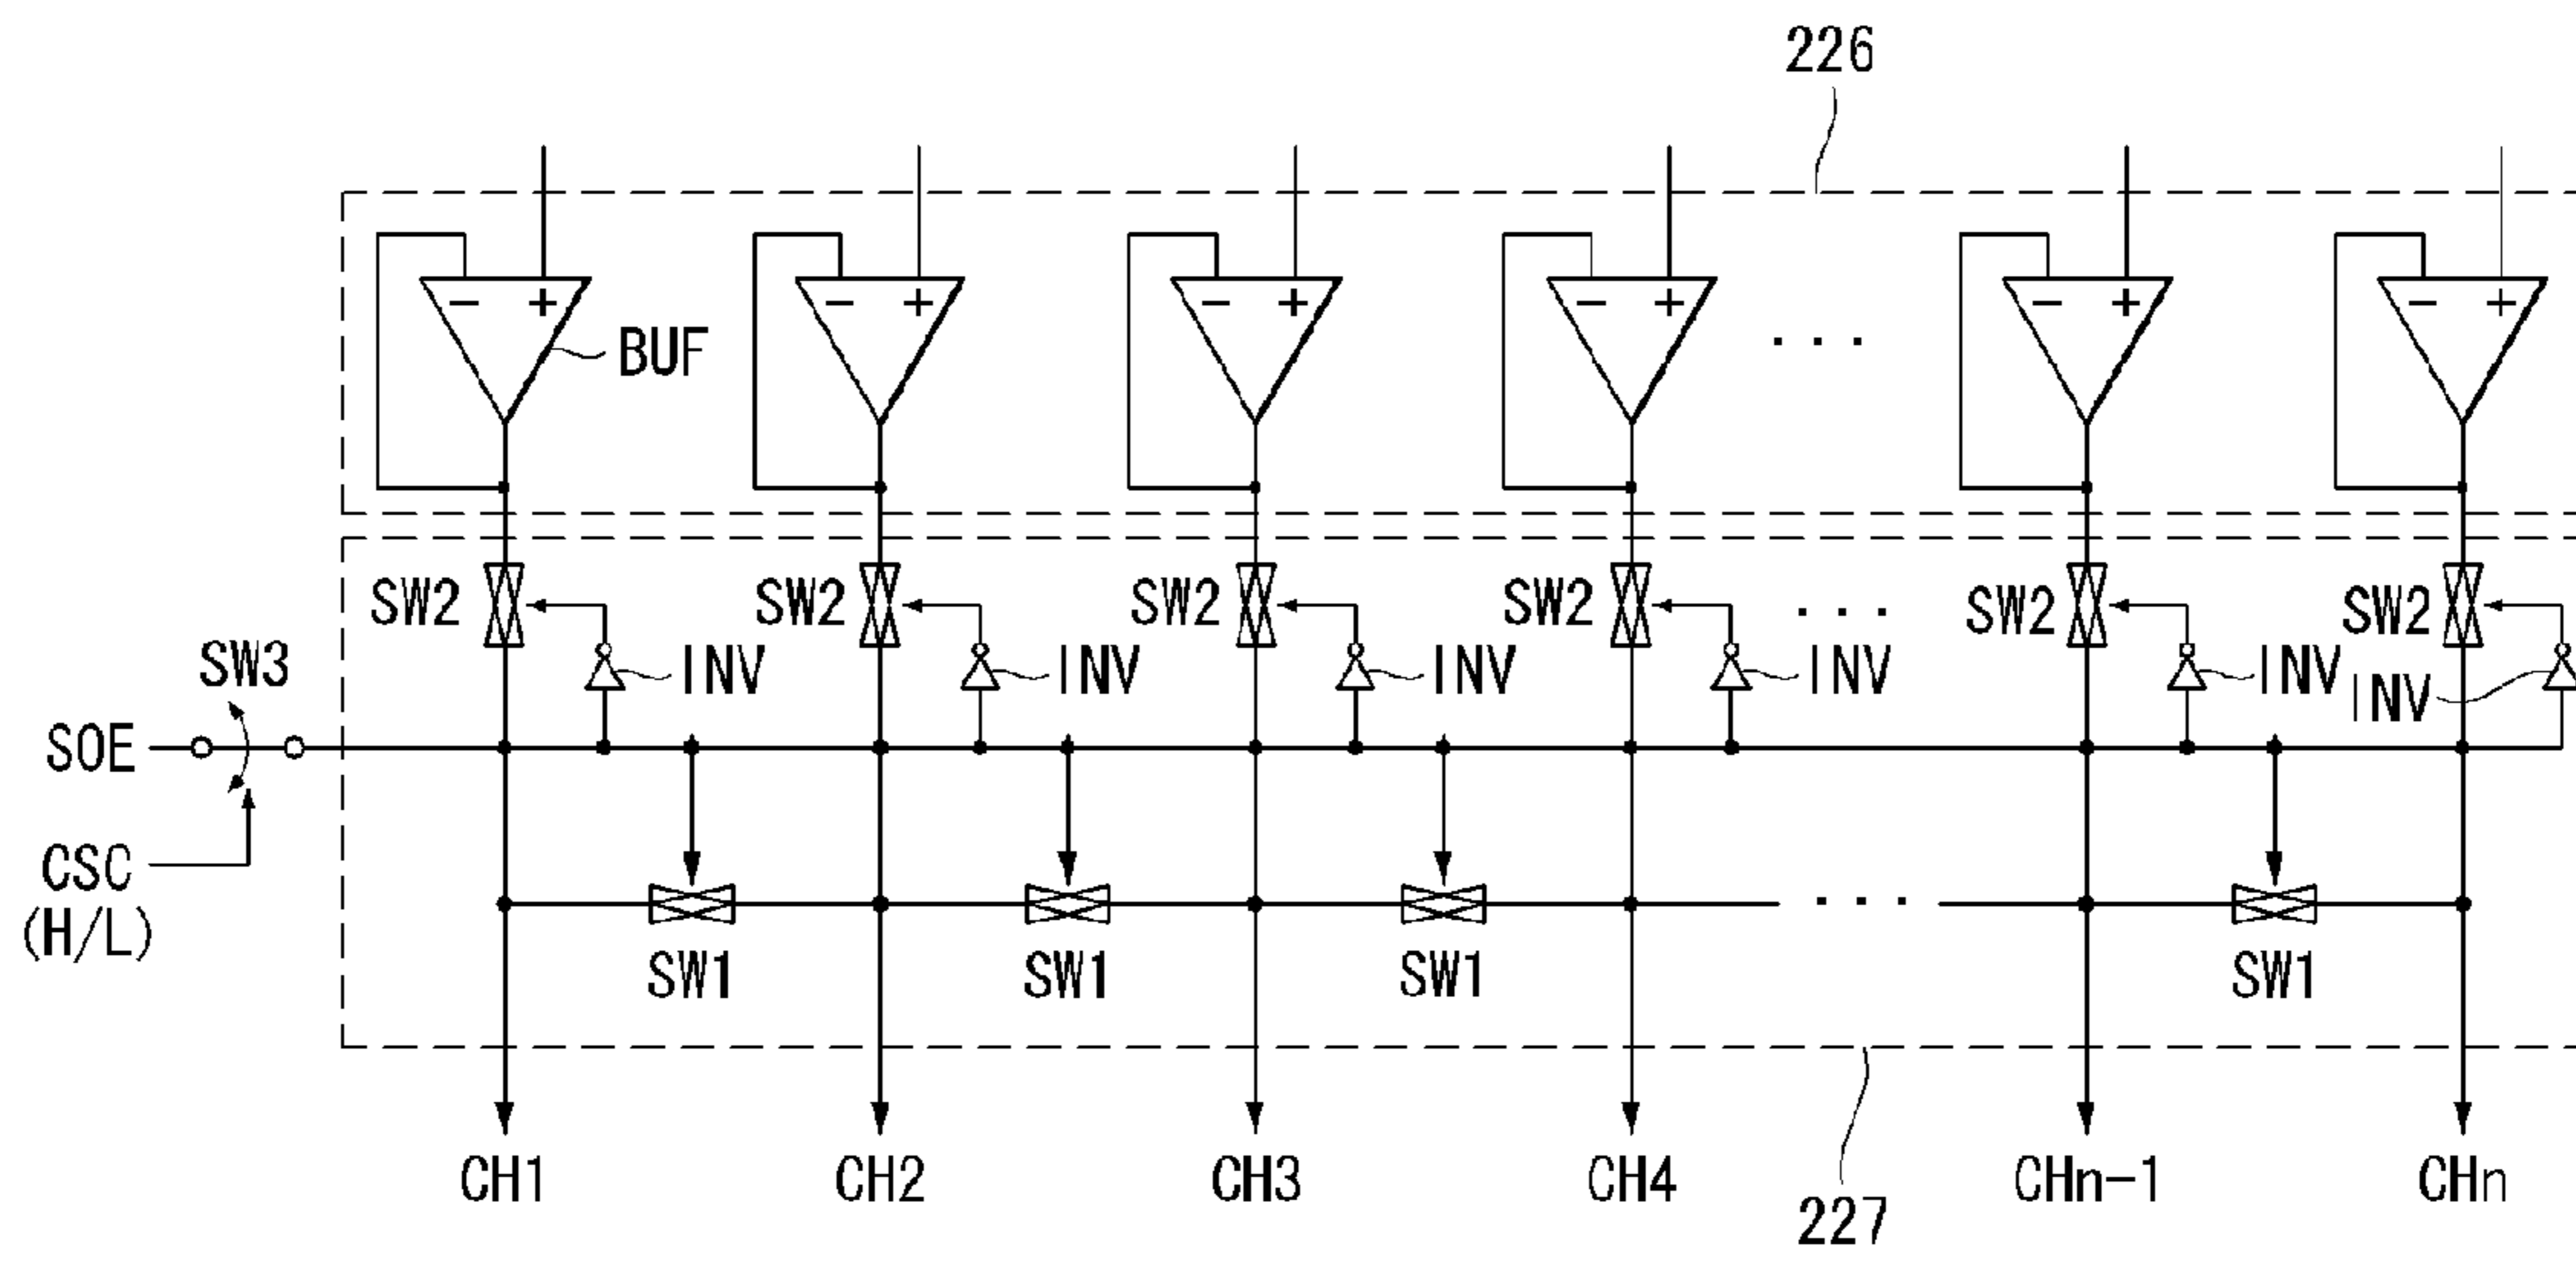 226
− + − + − + − + − + − +
BUF . . .
SW2 SW2 SW2 SW2 . . . SW2 SW2
SW3 INV INV INV INV INV INV
SOE
CSC
(H/L)
. . .
SW1 SW1 SW1 SW1
CH1 CH2 CH3 CH4 CHn-1 CHn
227